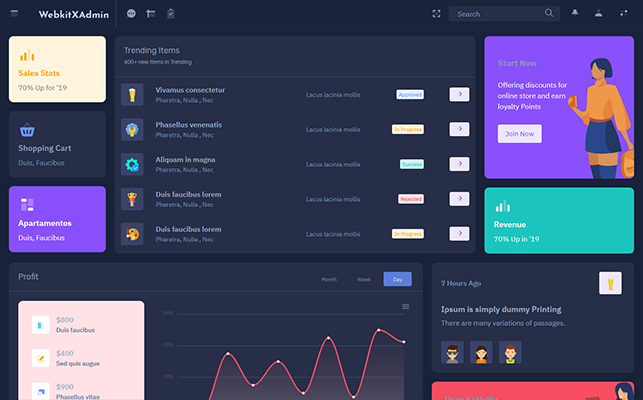 WebkitXAdmin
Search
Sales Stats
70% Up for '19
Shopping Cart
Duis, Faucibus
Apartamentos
Duis, Faucibus
Trending Items
400+ new Items in Trending
Vivamus consectetur
Pharetra, Nulla , Nec
Lacus lacinia mollis
Approved
Phasellus venenatis
Pharetra, Nulla , Nec
Lacus lacinia mollis
In Progress
Aliquam in magna
Pharetra, Nulla , Nec
Lacus lacinia mollis
Success
Duis faucibus lorem
Pharetra, Nulla , Nec
Lacus lacinia mollis
Rejected
Duis faucibus lorem
Pharetra, Nulla , Nec
Lacus lacinia mollis
In Progress
Start Now
Offering discounts for
online store and earn
loyalty Points
Join Now
Revenue
70% Up in '19
Profit
Month
Week
Day
$800
Duis faucibus
$400
Sed quis augue
$900
Phasellus vitae
160%
120%
80%
7 Hours Ago
Ipsum is simply dummy Printing
There are many variations of passages.
User Activity